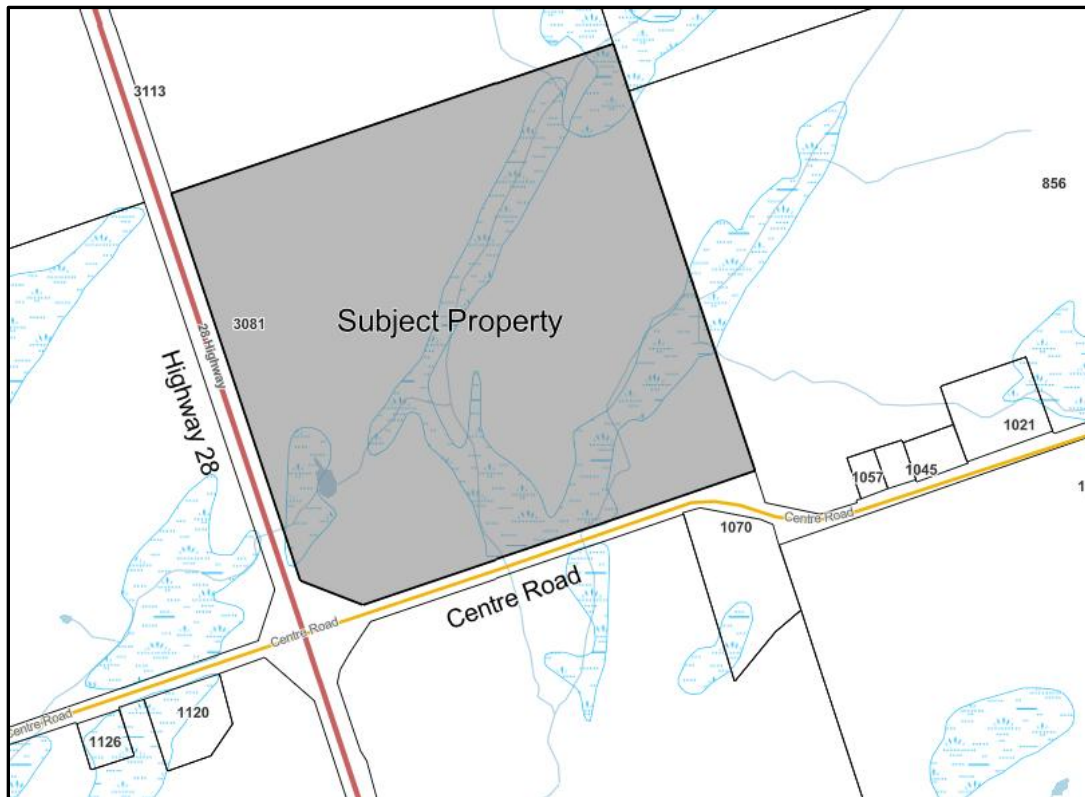 3113
856
3081
Subject Property
28 Highway
Highway 28
1021
1057
1045
1
Centre Road
1070
Centre Road
Centre Road
1120
Centre Road
1126